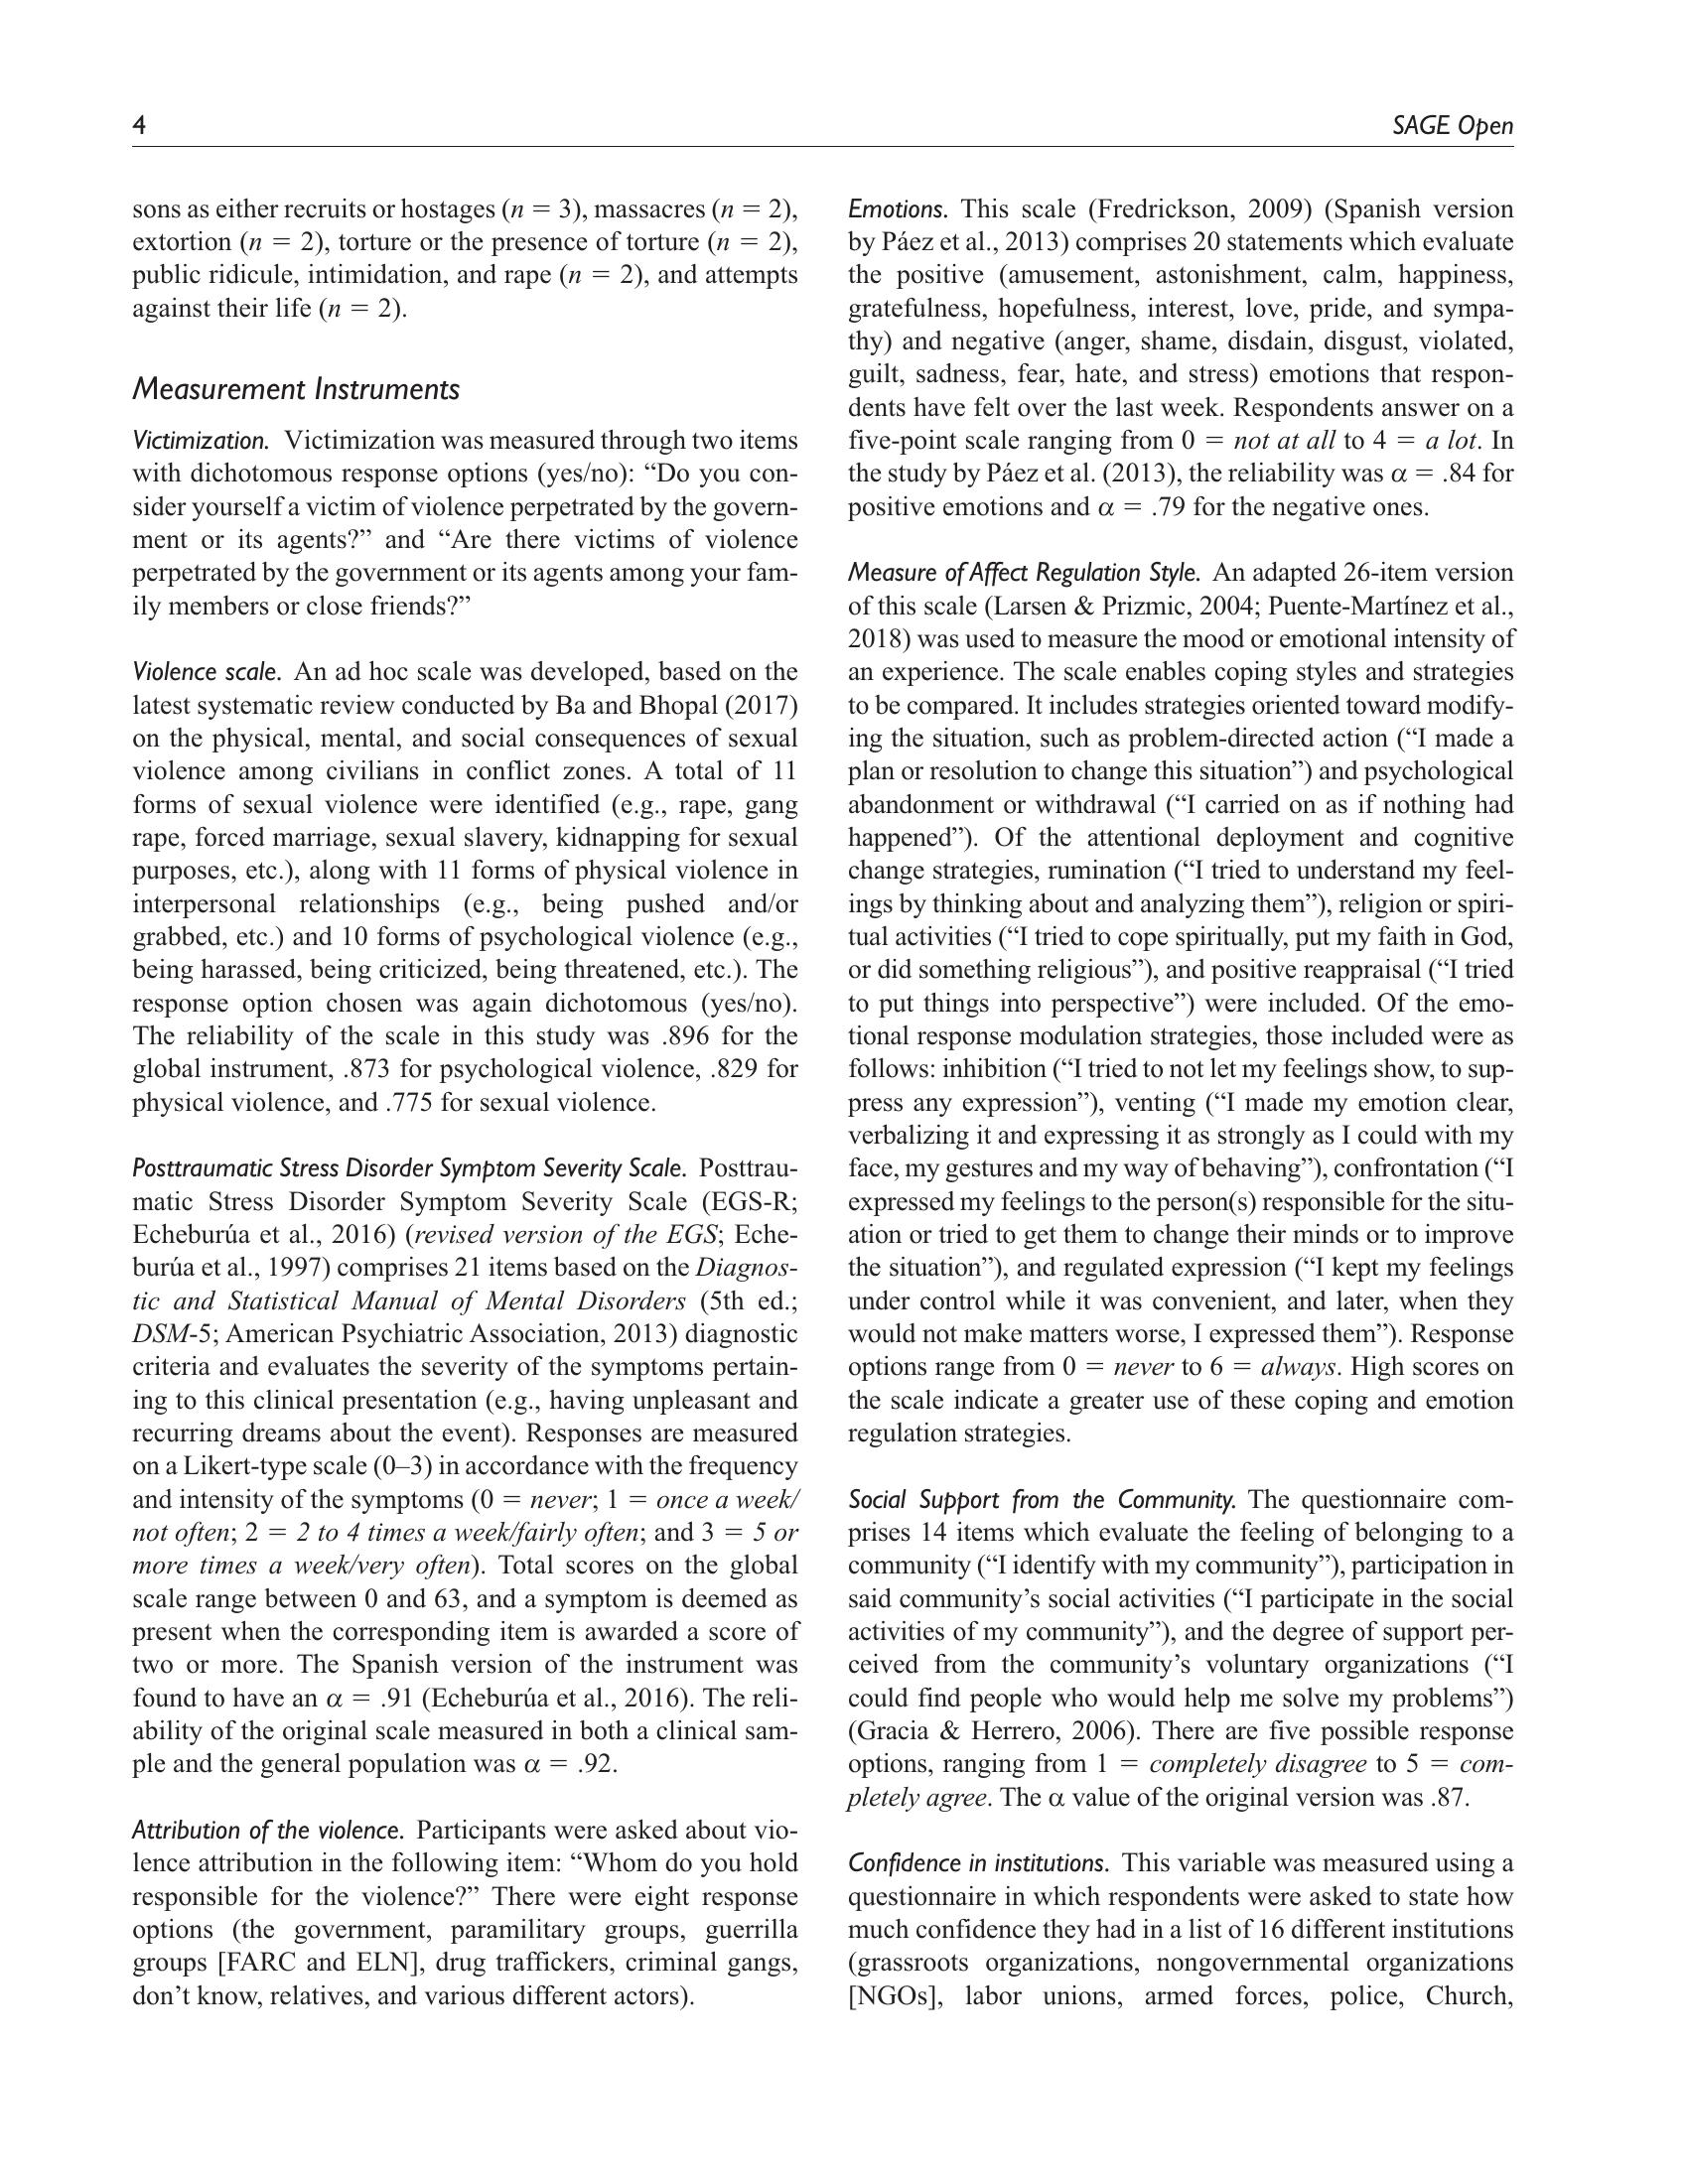 4
SAGE Open
sons as either recruits or hostages (n = 3), massacres (n = 2),
extortion (n = 2), torture or the presence of torture (n = 2),
public ridicule, intimidation, and rape (n = 2), and attempts
against their life (n = 2).
Measurement Instruments
Victimization. Victimization was measured through two items
with dichotomous response options (yes/no): “Do you con-
sider yourself a victim of violence perpetrated by the govern-
ment or its agents?” and “Are there victims of violence
perpetrated by the government or its agents among your fam-
ily members or close friends?”
Violence scale. An ad hoc scale was developed, based on the
latest systematic review conducted by Ba and Bhopal (2017)
on the physical, mental, and social consequences of sexual
violence among civilians in conflict zones. A total of 11
forms of sexual violence were identified (e.g., rape, gang
rape, forced marriage, sexual slavery, kidnapping for sexual
purposes, etc.), along with 11 forms of physical violence in
interpersonal relationships (e.g., being pushed and/or
grabbed, etc.) and 10 forms of psychological violence (e.g.,
being harassed, being criticized, being threatened, etc.). The
response option chosen was again dichotomous (yes/no).
The reliability of the scale in this study was .896 for the
global instrument, .873 for psychological violence, .829 for
physical violence, and .775 for sexual violence.
Posttraumatic Stress Disorder Symptom Severity Scale. Posttrau-
matic Stress Disorder Symptom Severity Scale (EGS-R;
Echeburúa et al., 2016) (revised version of the EGS; Eche-
burúa et al., 1997) comprises 21 items based on the Diagnos-
tic and Statistical Manual of Mental Disorders (5th ed.;
DSM-5; American Psychiatric Association, 2013) diagnostic
criteria and evaluates the severity of the symptoms pertain-
ing to this clinical presentation (e.g., having unpleasant and
recurring dreams about the event). Responses are measured
on a Likert-type scale (0–3) in accordance with the frequency
and intensity of the symptoms (0 = never; 1 = once a week/
not often; 2 = 2 to 4 times a week/fairly often; and 3 = 5 or
more times a week/very often). Total scores on the global
scale range between 0 and 63, and a symptom is deemed as
present when the corresponding item is awarded a score of
two or more. The Spanish version of the instrument was
found to have an α = .91 (Echeburúa et al., 2016). The reli-
ability of the original scale measured in both a clinical sam-
ple and the general population was α = .92.
Attribution of the violence. Participants were asked about vio-
lence attribution in the following item: “Whom do you hold
responsible for the violence?” There were eight response
options (the government, paramilitary groups, guerrilla
groups [FARC and ELN], drug traffickers, criminal gangs,
don’t know, relatives, and various different actors).
Emotions. This scale (Fredrickson, 2009) (Spanish version
by Páez et al., 2013) comprises 20 statements which evaluate
the positive (amusement, astonishment, calm, happiness,
gratefulness, hopefulness, interest, love, pride, and sympa-
thy) and negative (anger, shame, disdain, disgust, violated,
guilt, sadness, fear, hate, and stress) emotions that respon-
dents have felt over the last week. Respondents answer on a
five-point scale ranging from 0 = not at all to 4 = a lot. In
the study by Páez et al. (2013), the reliability was α = .84 for
positive emotions and α = .79 for the negative ones.
Measure of Affect Regulation Style. An adapted 26-item version
of this scale (Larsen & Prizmic, 2004; Puente-Martínez et al.,
2018) was used to measure the mood or emotional intensity of
an experience. The scale enables coping styles and strategies
to be compared. It includes strategies oriented toward modify-
ing the situation, such as problem-directed action (“I made a
plan or resolution to change this situation”) and psychological
abandonment or withdrawal (“I carried on as if nothing had
happened”). Of the attentional deployment and cognitive
change strategies, rumination (“I tried to understand my feel-
ings by thinking about and analyzing them”), religion or spiri-
tual activities (“I tried to cope spiritually, put my faith in God,
or did something religious”), and positive reappraisal (“I tried
to put things into perspective”) were included. Of the emo-
tional response modulation strategies, those included were as
follows: inhibition (“I tried to not let my feelings show, to sup-
press any expression”), venting (“I made my emotion clear,
verbalizing it and expressing it as strongly as I could with my
face, my gestures and my way of behaving”), confrontation (“I
expressed my feelings to the person(s) responsible for the situ-
ation or tried to get them to change their minds or to improve
the situation”), and regulated expression (“I kept my feelings
under control while it was convenient, and later, when they
would not make matters worse, I expressed them”). Response
options range from 0 = never to 6 = always. High scores on
the scale indicate a greater use of these coping and emotion
regulation strategies.
Social Support from the Community. The questionnaire com-
prises 14 items which evaluate the feeling of belonging to a
community (“I identify with my community”), participation in
said community’s social activities (“I participate in the social
activities of my community”), and the degree of support per-
ceived from the community’s voluntary organizations (“I
could find people who would help me solve my problems”)
(Gracia & Herrero, 2006). There are five possible response
options, ranging from 1 = completely disagree to 5 = com-
pletely agree. The α value of the original version was .87.
Confidence in institutions. This variable was measured using a
questionnaire in which respondents were asked to state how
much confidence they had in a list of 16 different institutions
(grassroots organizations, nongovernmental organizations
[NGOs], labor unions, armed forces, police, Church,